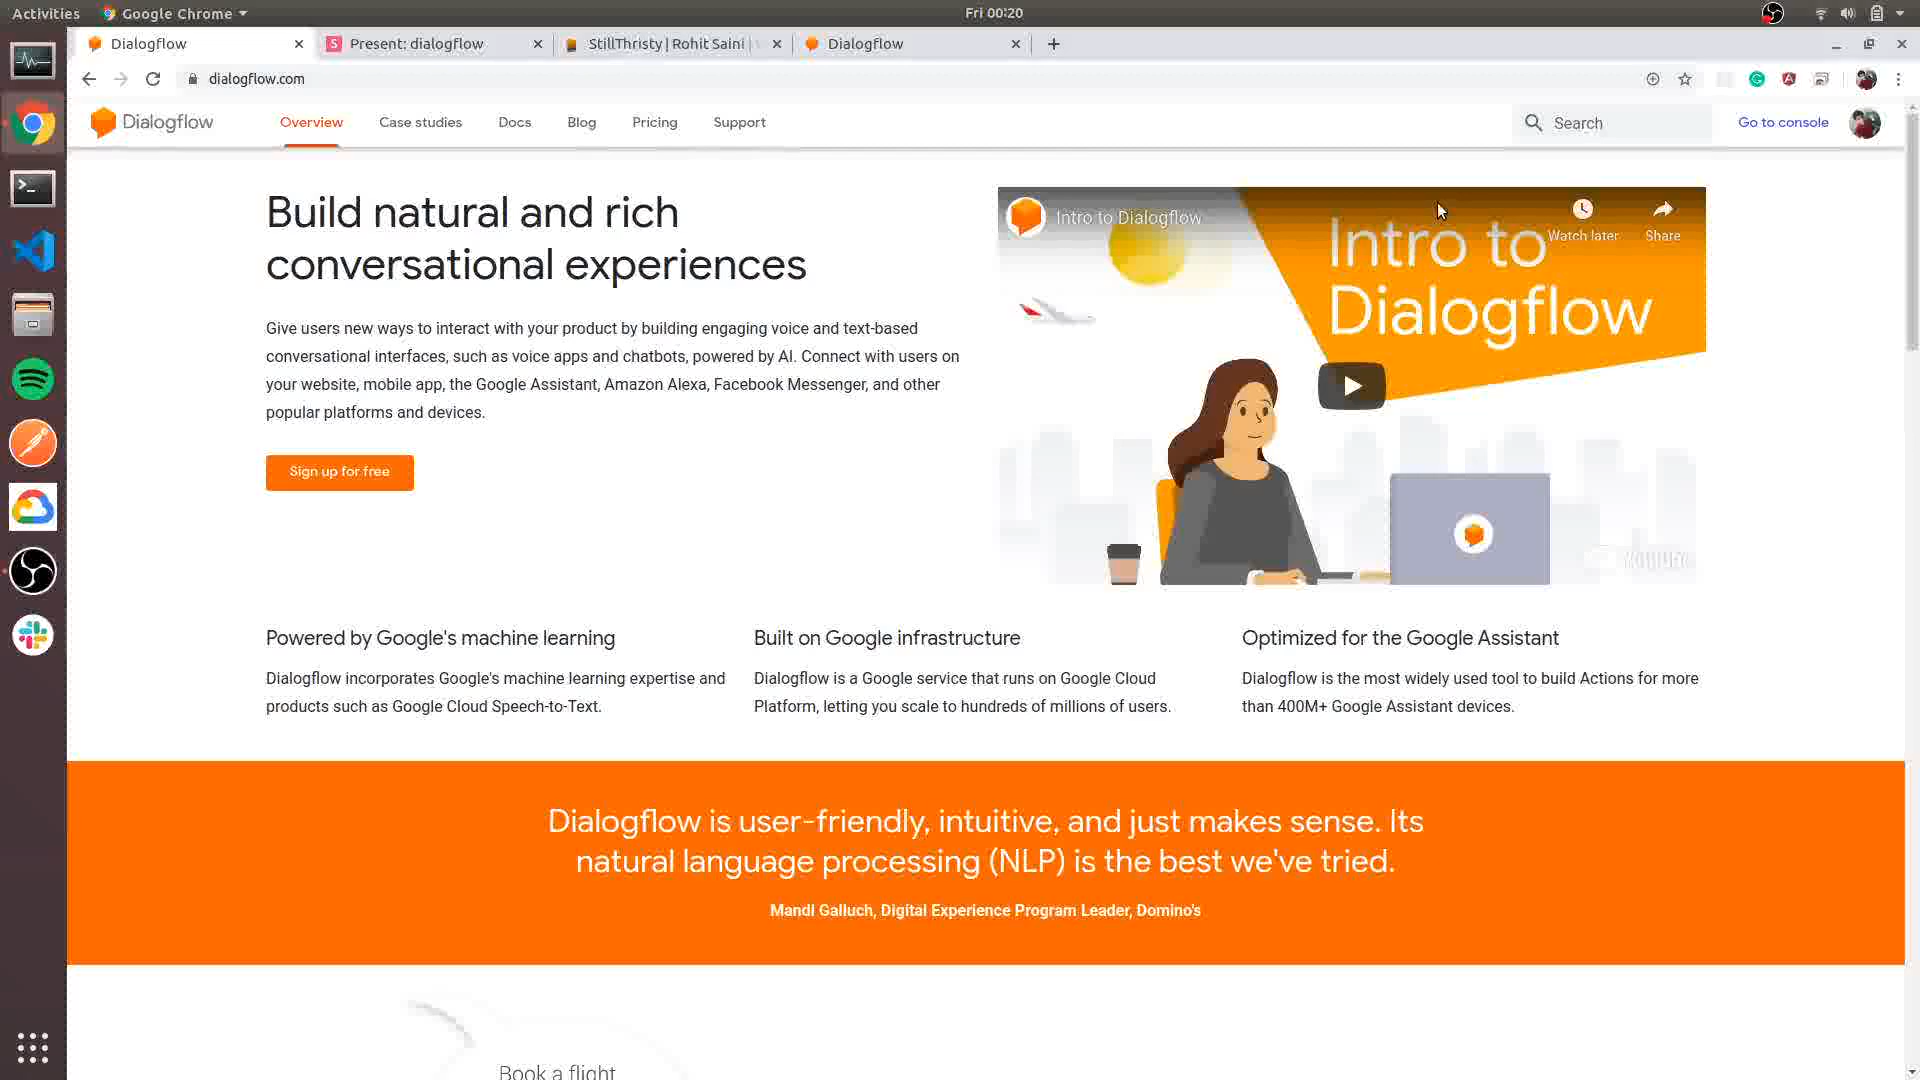 Activities Google Chrome Fri 00:20
Dialogflow Present: dialogflow StillThristy | Rohit Saini | Dialogflow
dialogflow.com
Dialogflow Overview Case studies Docs Blog Pricing Support Search Go to console
Build natural and rich
conversational experiences
Give users new ways to interact with your product by building engaging voice and text-based
conversational interfaces, such as voice apps and chatbots, powered by AI. Connect with users on
your website, mobile app, the Google Assistant, Amazon Alexa, Facebook Messenger, and other
popular platforms and devices.
Sign up for free
Intro to Dialogflow
Watch later Share
Intro to
Dialogflow
YouTube
Powered by Google's machine learning
Dialogflow incorporates Google's machine learning expertise and
products such as Google Cloud Speech-to-Text.
Built on Google infrastructure
Dialogflow is a Google service that runs on Google Cloud
Platform, letting you scale to hundreds of millions of users.
Optimized for the Google Assistant
Dialogflow is the most widely used tool to build Actions for more
than 400M+ Google Assistant devices.
Dialogflow is user-friendly, intuitive, and just makes sense. Its
natural language processing (NLP) is the best we've tried.
Mandi Galluch, Digital Experience Program Leader, Domino's
Book a flight